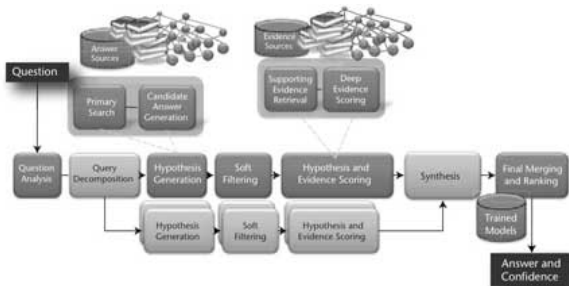 Answer
Sources
Evidence
Sources
Question
Primary
Search
Candidate
Answer
Generation
Supporting
Evidence
Retrieval
Deep
Evidence
Scoring
Question
Analysis
Query
Decomposition
Hypothesis
Generation
Soft
Filtering
Hypothesis and
Evidence Scoring
Synthesis
Final Merging
and Ranking
Hypothesis
Generation
Soft
Filtering
Hypothesis and
Evidence Scoring
Trained
Models
Answer and
Confidence